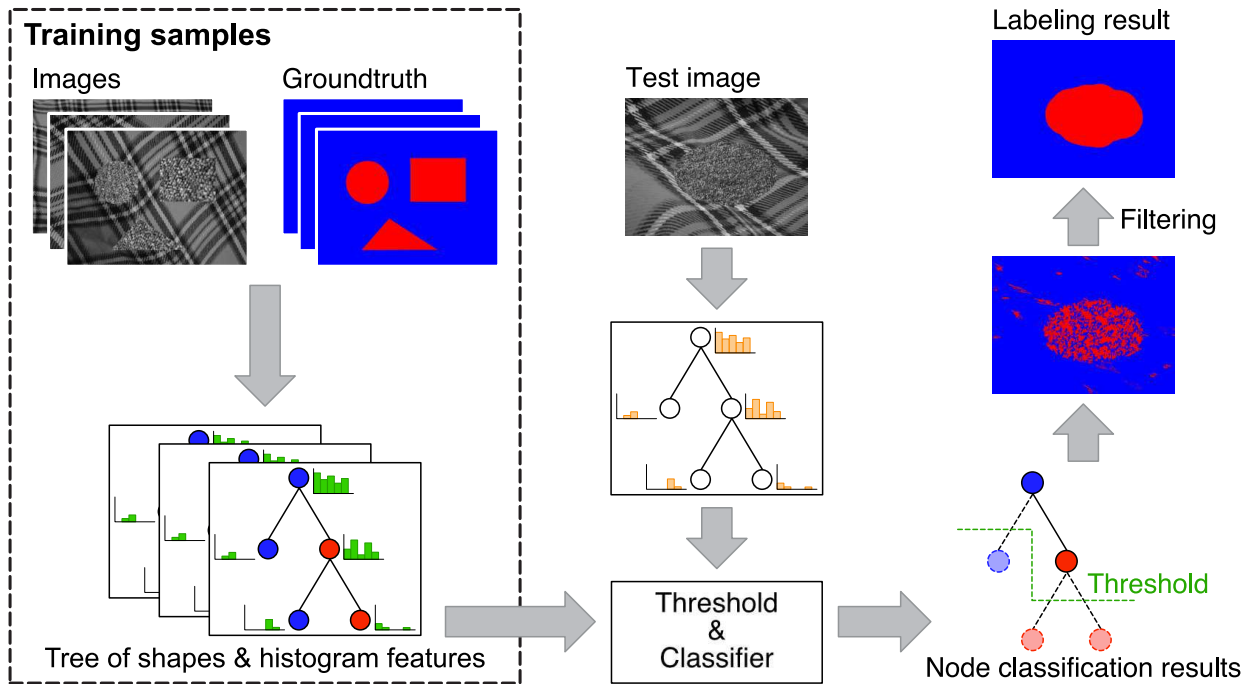 Training samples
Images
Groundtruth
Tree of shapes & histogram features
Test image
Threshold
&
Classifier
Labeling result
Filtering
Threshold
Node classification results